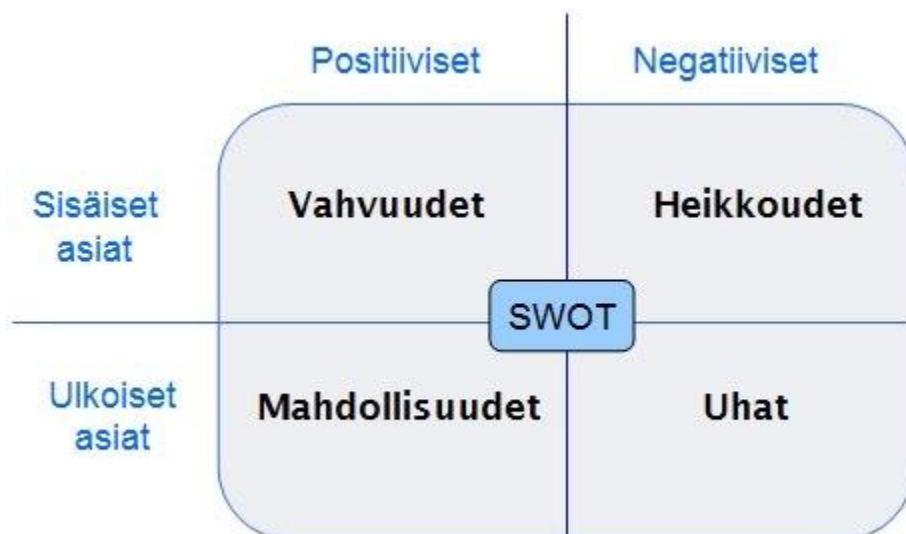 Positiiviset
Negatiiviset
Sisäiset
asiat
Vahvuudet
Heikkoudet
SWOT
Ulkoiset
asiat
Mahdollisuudet
Uhat